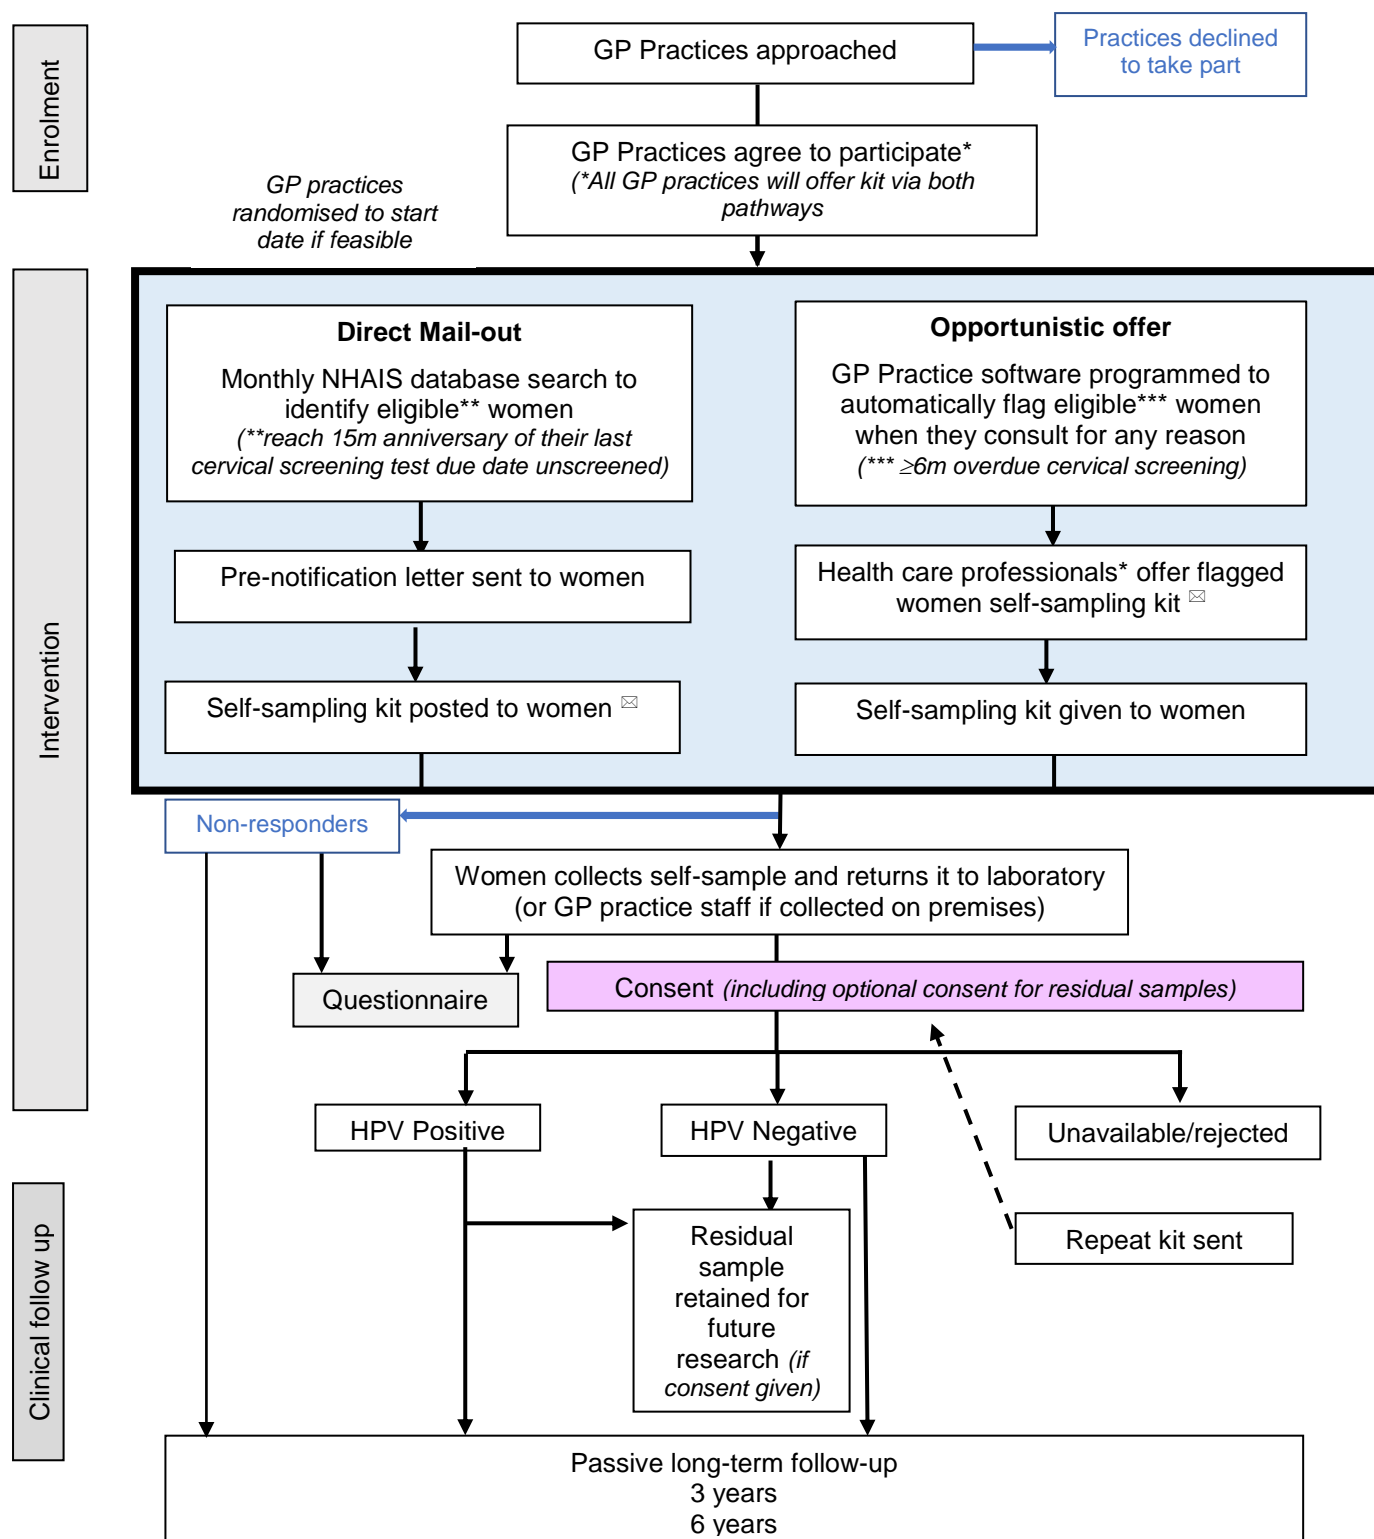 Enrolment
GP Practices approached
Practices declined
to take part
GP Practices agree to participate*
(*All GP practices will offer kit via both
pathways
GP practices
randomised to start
date if feasible
Intervention
Direct Mail-out
Monthly NHAIS database search to
identify eligible** women
(**reach 15m anniversary of their last
cervical screening test due date unscreened)
Pre-notification letter sent to women
Self-sampling kit posted to women ✉
Opportunistic offer
GP Practice software programmed to
automatically flag eligible*** women
when they consult for any reason
(*** ≥6m overdue cervical screening)
Health care professionals* offer flagged
women self-sampling kit ✉
Self-sampling kit given to women
Non-responders
Women collects self-sample and returns it to laboratory
(or GP practice staff if collected on premises)
Questionnaire
Consent (including optional consent for residual samples)
HPV Positive
HPV Negative
Unavailable/rejected
Clinical follow up
Residual
sample
retained for
future
research (if
consent given)
Repeat kit sent
Passive long-term follow-up
3 years
6 years